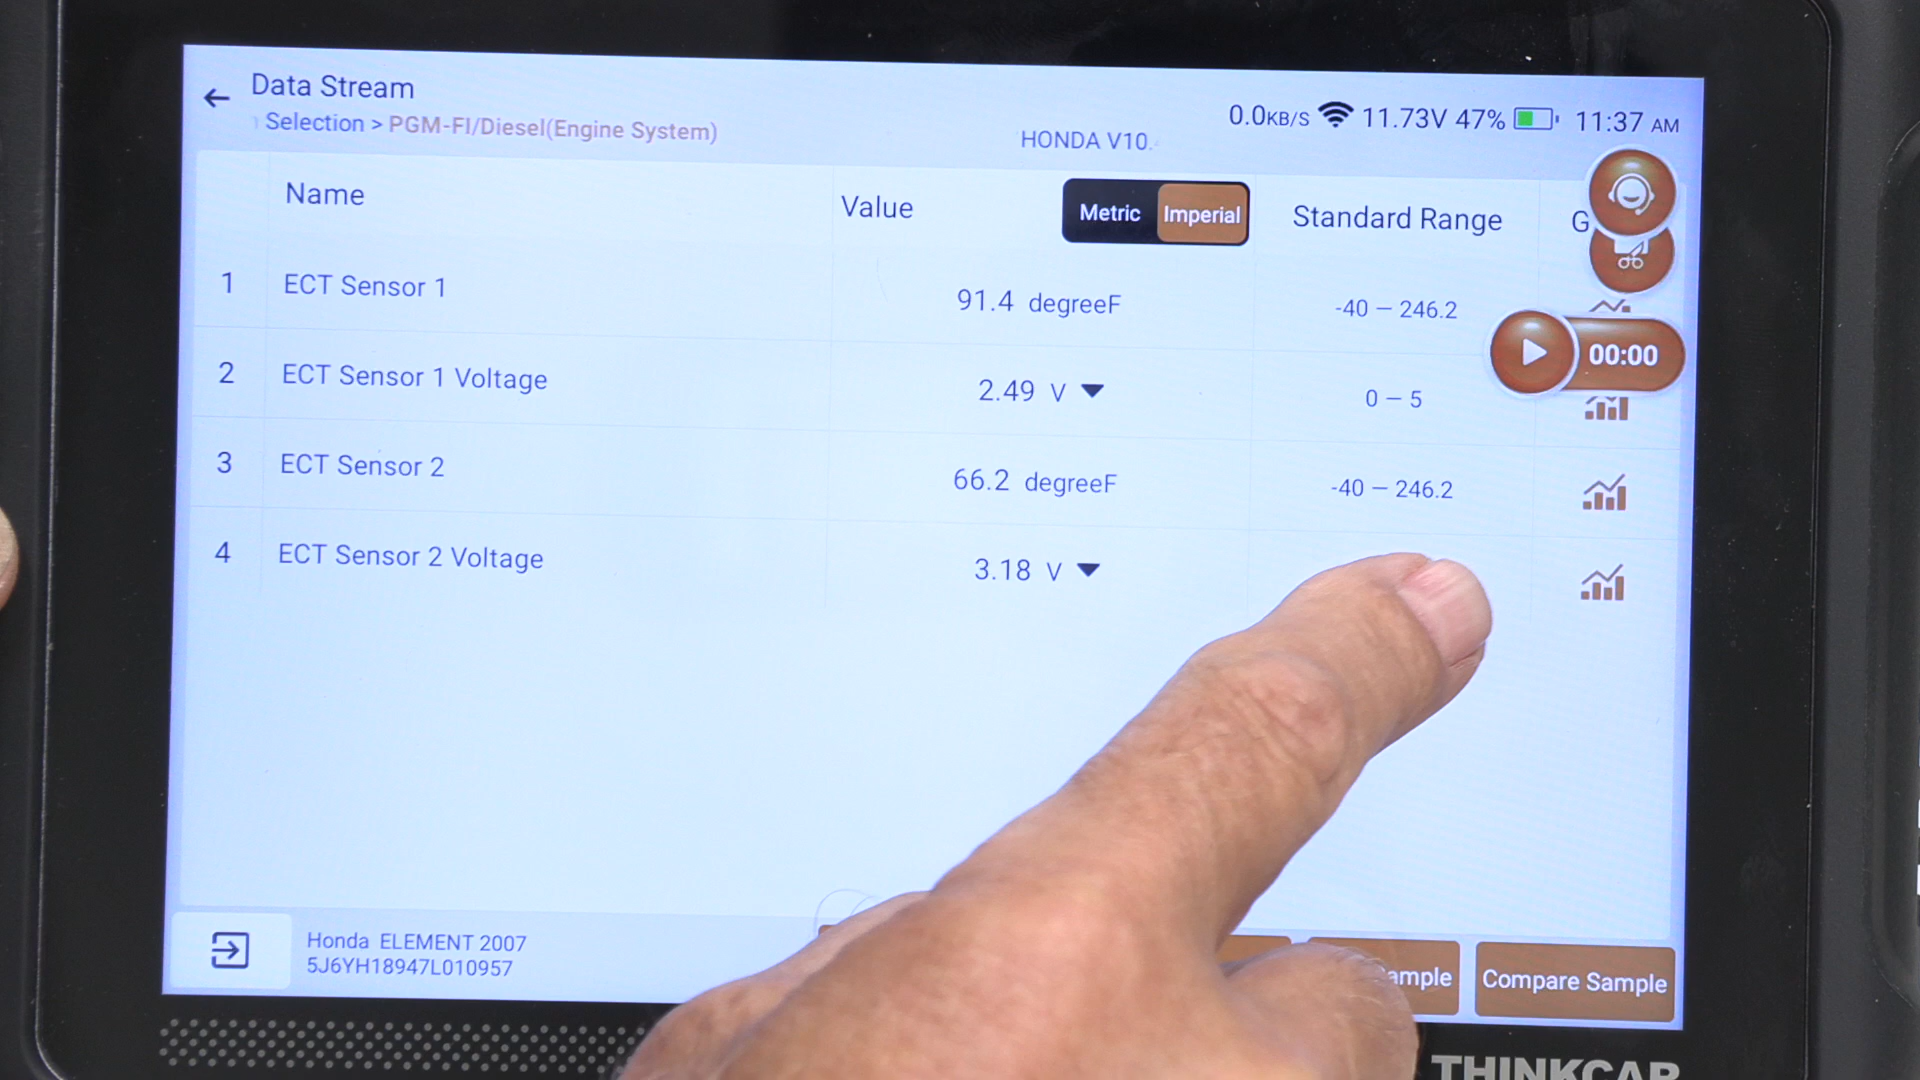 Data Stream
Selection > PGM-FI/Diesel(Engine System)
HONDA V10.
0.0KB/S 11.73V 47% 11:37 AM
Name Value Metric Imperial Standard Range G
1 ECT Sensor 1 91.4 degreeF -40 – 246.2
00:00
2 ECT Sensor 1 Voltage 2.49 V 0 – 5
3 ECT Sensor 2 66.2 degreeF -40 – 246.2
4 ECT Sensor 2 Voltage 3.18 V
Honda ELEMENT 2007
5J6YH18947L010957
ample
Compare Sample
THINKCAR